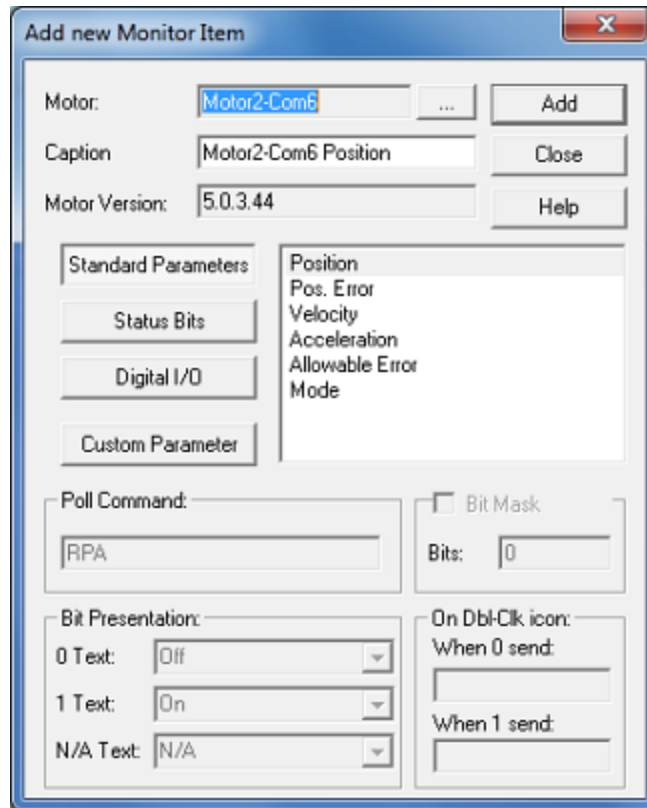 Add new Monitor Item
Motor: Motor2-Com6 ... Add
Caption Motor2-Com6 Position Close
Motor Version: 5.0.3.44 Help
Standard Parameters
Status Bits
Digital I/O
Custom Parameter
Position
Pos. Error
Velocity
Acceleration
Allowable Error
Mode
Poll Command:
RPA
Bit Mask
Bits: 0
Bit Presentation:
0 Text: Off
1 Text: On
N/A Text: N/A
On Dbl-Clk icon:
When 0 send:
When 1 send: